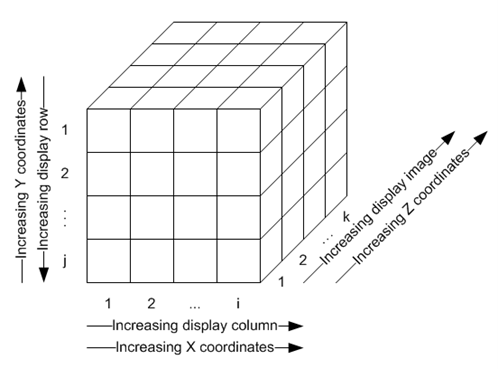 Increasing Y coordinates
Increasing display row
1
2
⋮
j
1 2 ... i
1
2
...
k
Increasing display image
Increasing Z coordinates
Increasing display column
Increasing X coordinates